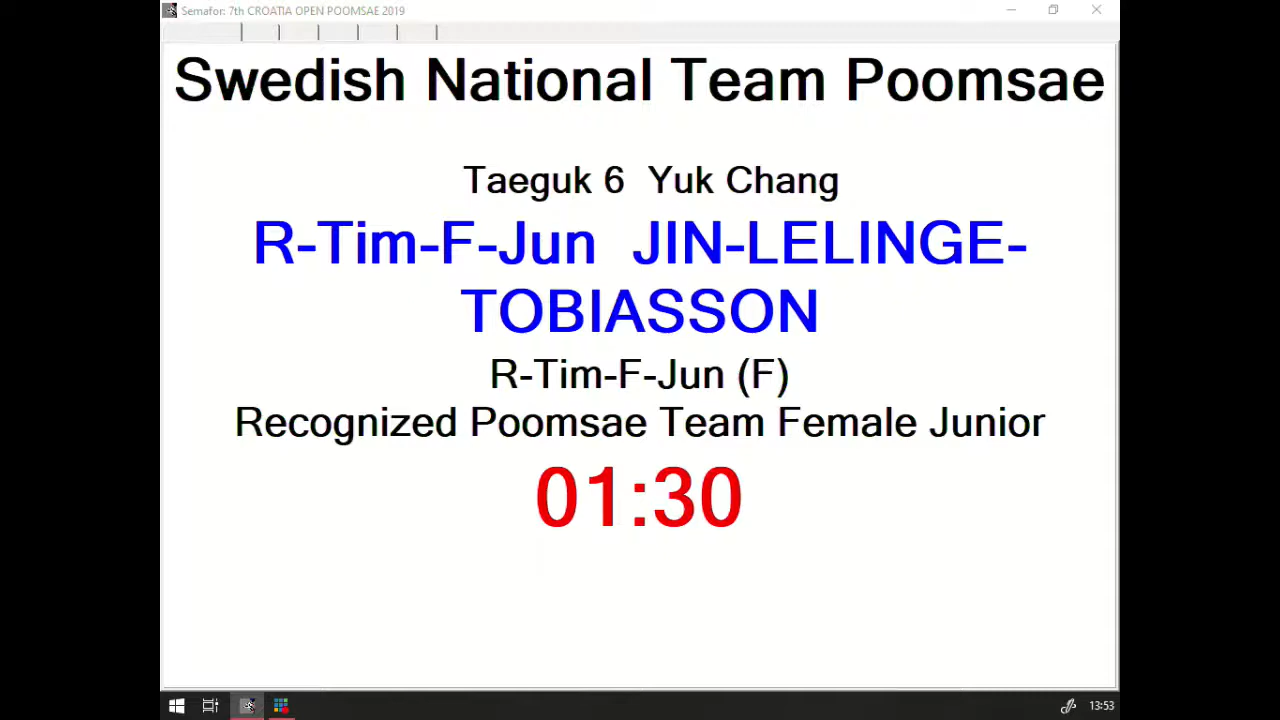 Semafor: 7th CROATIA OPEN POOMSAE 2019
Swedish National Team Poomsae
Taeguk 6 Yuk Chang
R-Tim-F-Jun JIN-LELINGE-
TOBIASSON
R-Tim-F-Jun (F)
Recognized Poomsae Team Female Junior
01:30
13:53